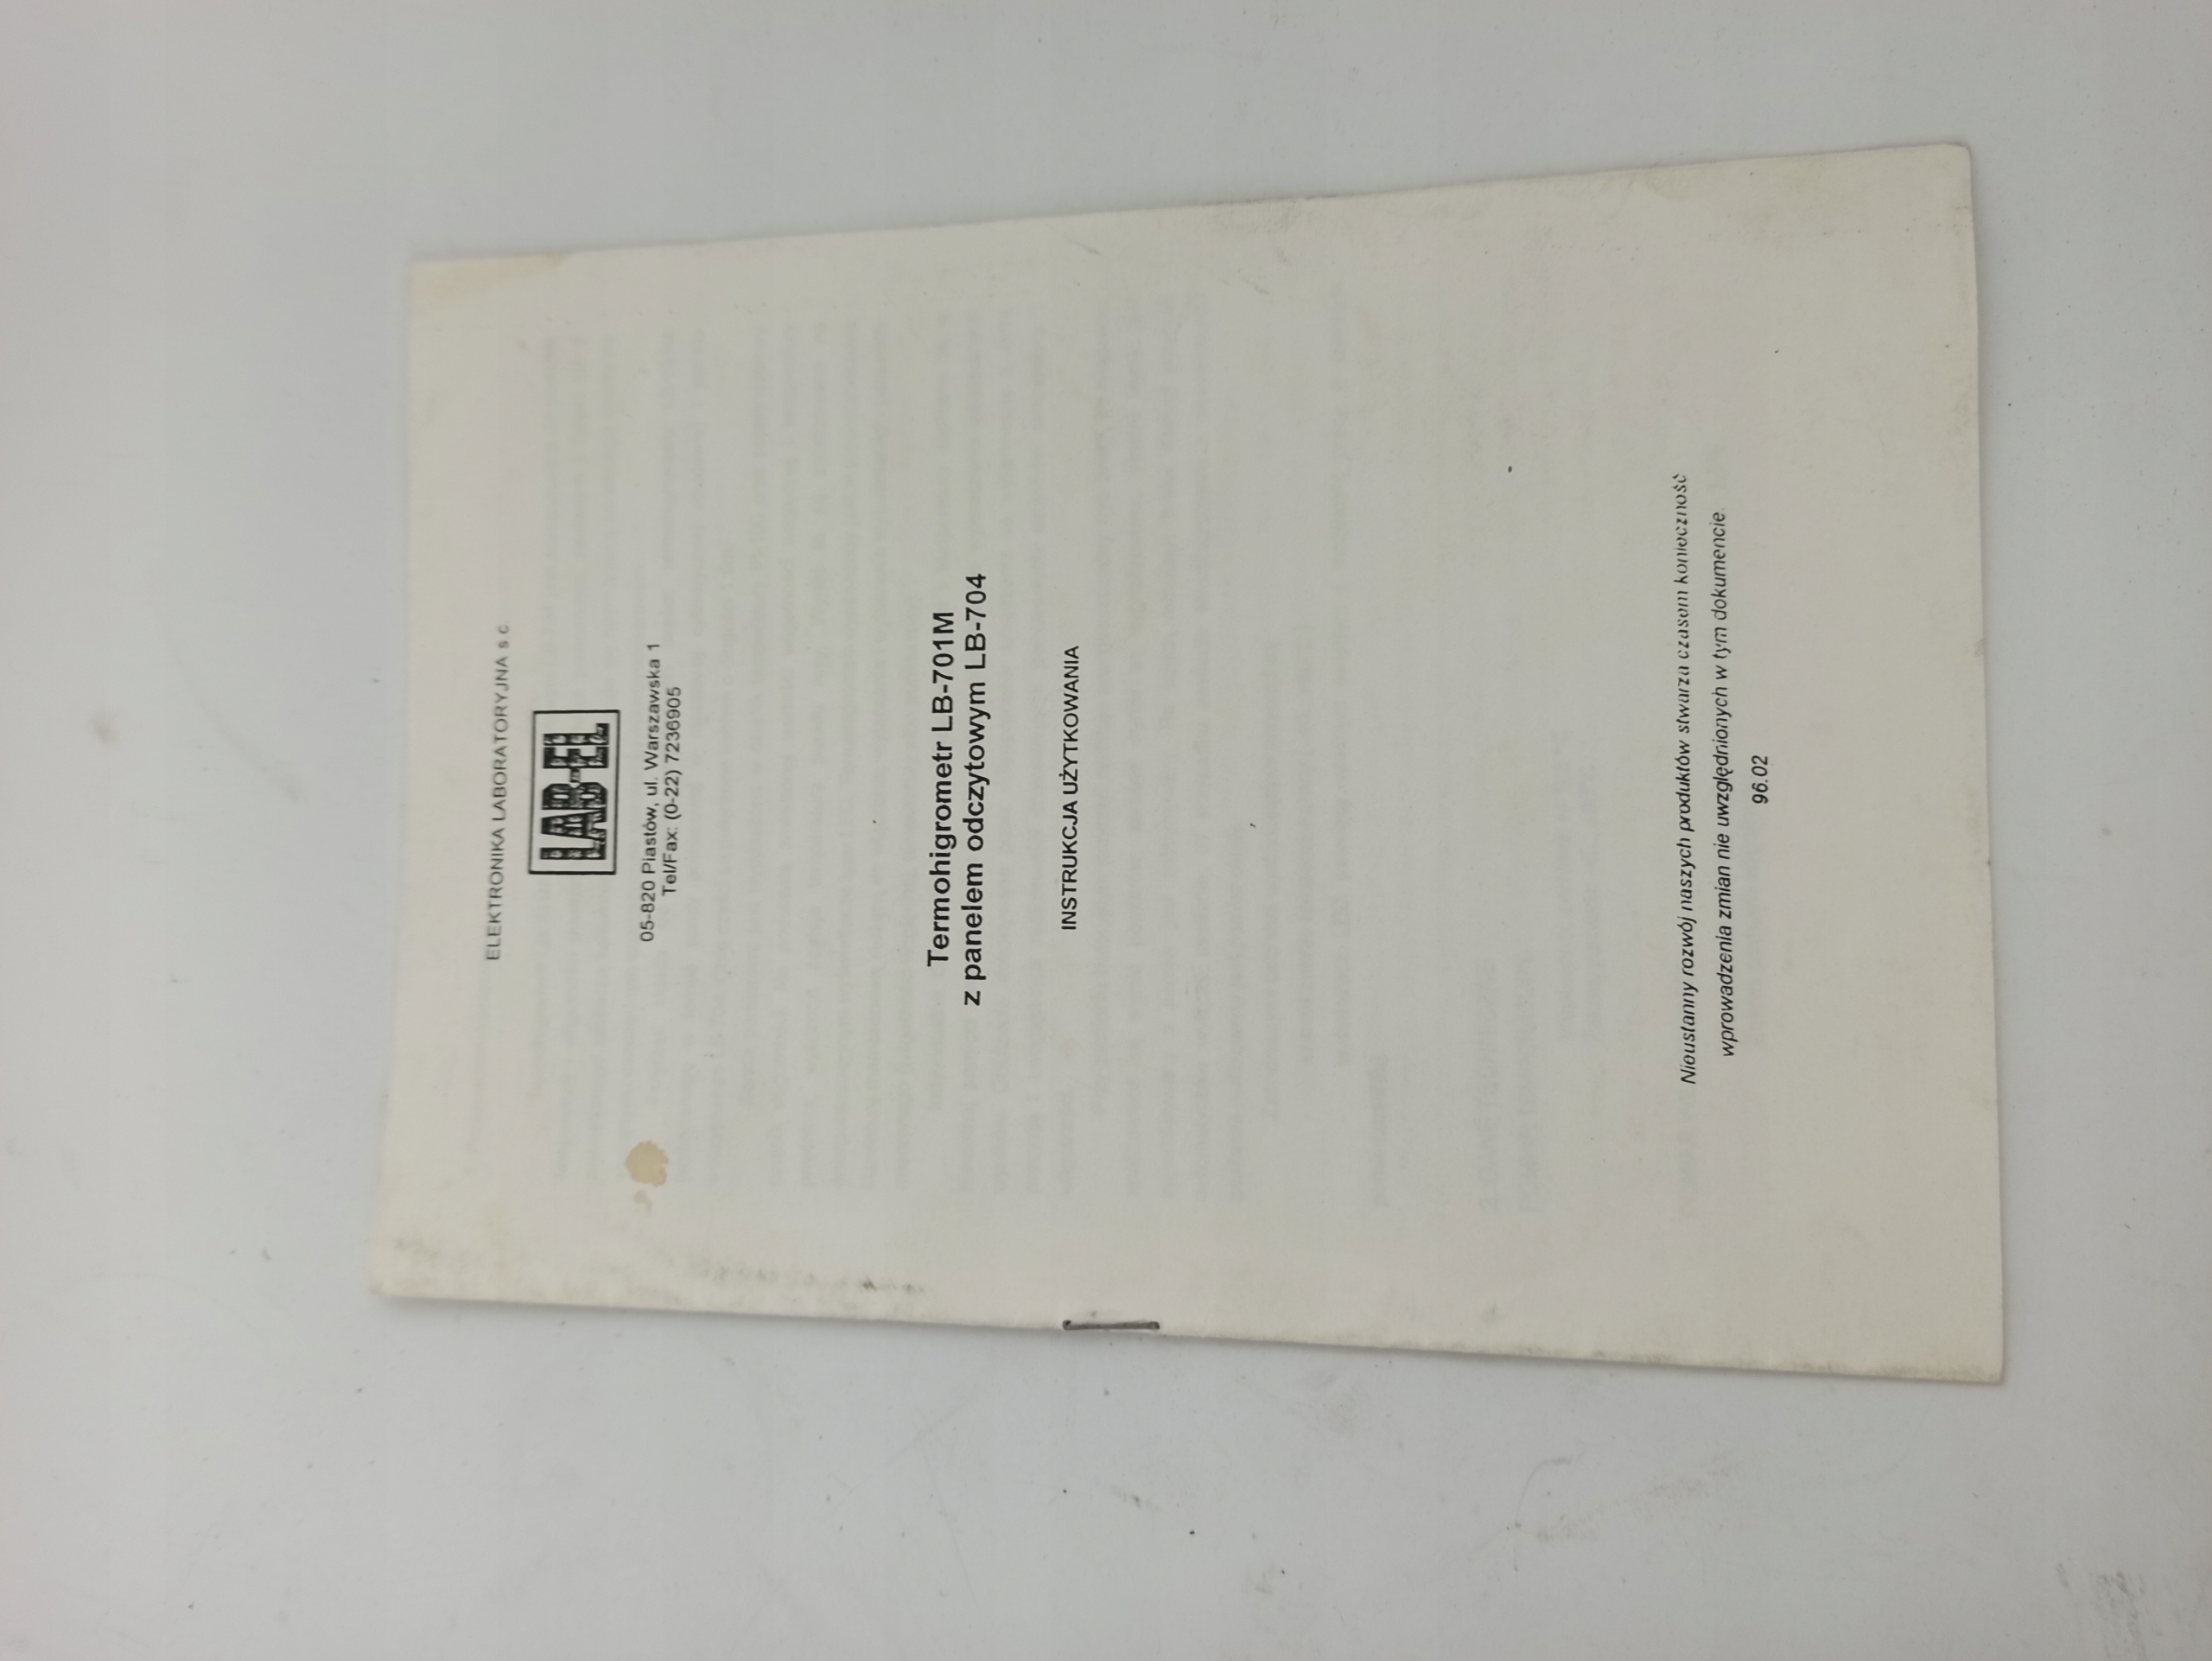 ELEKTRONIKA LABORATORYJNA s c
LAB-EL
05-820 Piastów, ul. Warszawska 1
Tel/Fax: (0-22) 7236905
Termohigrometr LB-701M
z panelem odczytowym LB-704
INSTRUKCJA UŻYTKOWANIA
Nieustanny rozwój naszych produktów stwarza czasem konieczność
wprowadzenia zmian nie uwzględnionych w tym dokumencie.
96.02